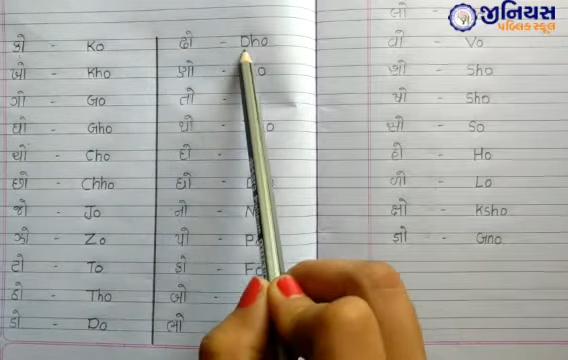 જીનિયસ
પબ્લિક સ્કૂલ
કો - Ko
ખો - Kho
ગો - Go
ઘો - Gho
ચો - Cho
છો - Chho
જો - Jo
ઝો - Zo
ટો - To
ઠો - Tho
ડો - Do
ઢો - Dho
ણો - o
તો -
થો - o
દો -
ધો -
નો - N
પો - P
ફો - Fo
બો -
ભો
લો -
વો - Vo
શો - Sho
ષો - Sho
સો - So
હો - Ho
ળો - Lo
ક્ષો - Ksho
જ્ઞો - Gno